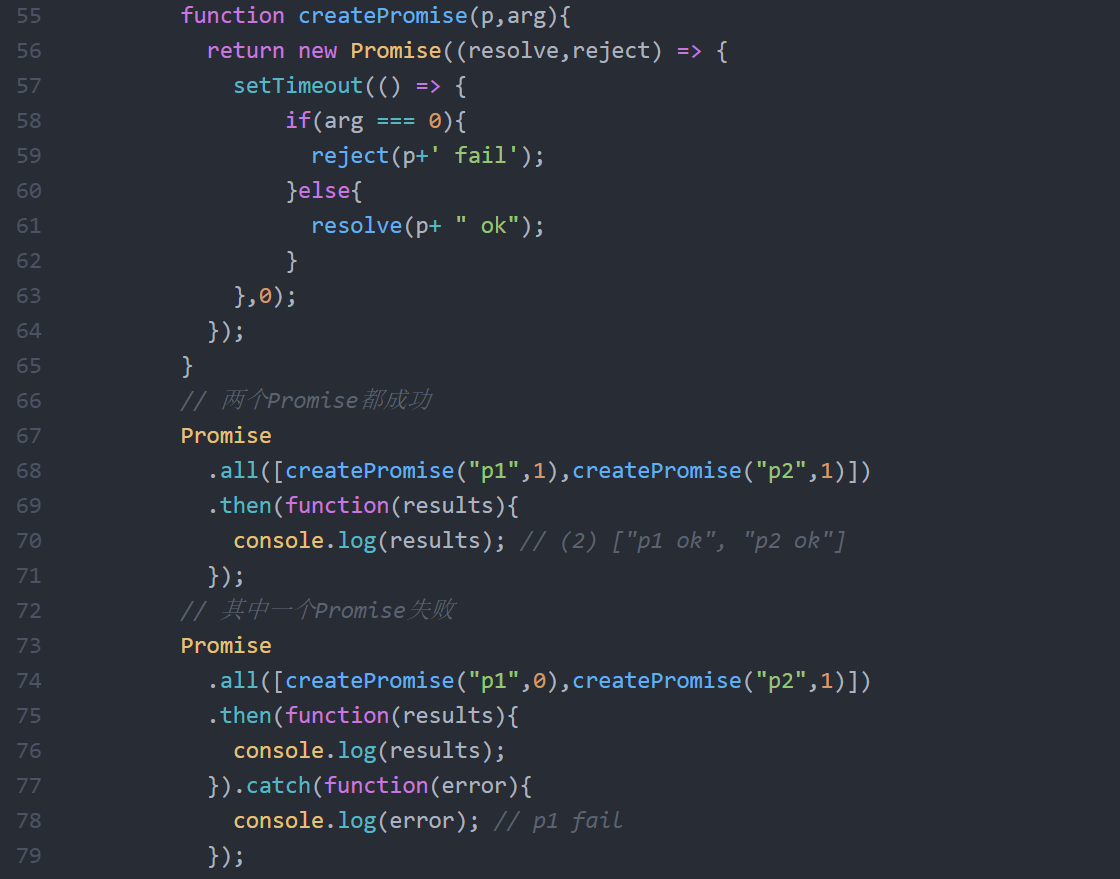 55 function createPromise(p,arg){
56 return new Promise((resolve,reject) => {
57 setTimeout(() => {
58 if(arg === 0){
59 reject(p+' fail');
60 }else{
61 resolve(p+ " ok");
62 }
63 },0);
64 });
65 }
66 // 两个Promise都成功
67 Promise
68 .all([createPromise("p1",1),createPromise("p2",1)])
69 .then(function(results){
70 console.log(results); // (2) ["p1 ok", "p2 ok"]
71 });
72 // 其中一个Promise失败
73 Promise
74 .all([createPromise("p1",0),createPromise("p2",1)])
75 .then(function(results){
76 console.log(results);
77 }).catch(function(error){
78 console.log(error); // p1 fail
79 });